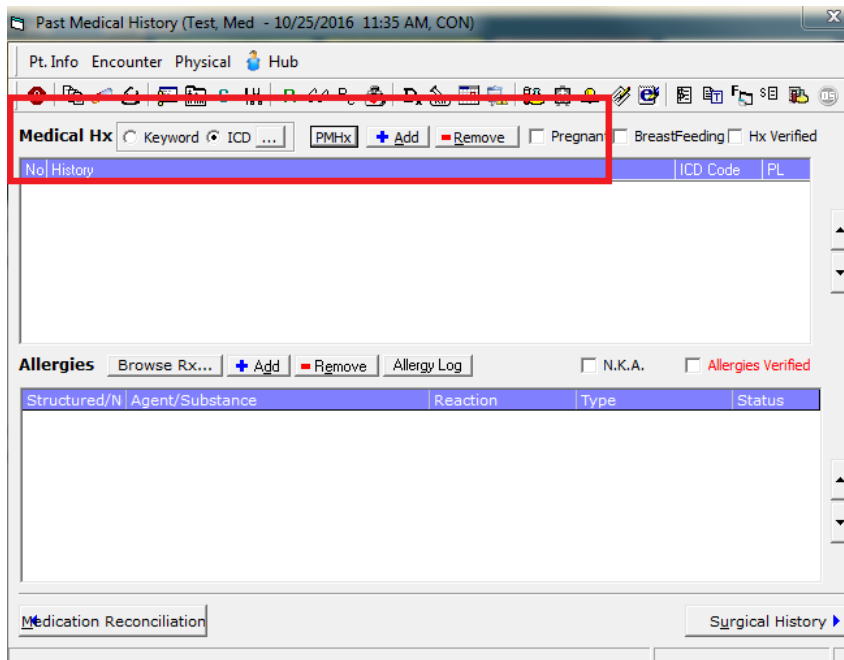 Past Medical History (Test, Med - 10/25/2016 11:35 AM, CON)
Pt. Info Encounter Physical Hub
Medical Hx Keyword ICD ... PMHx Add Remove Pregnant BreastFeeding Hx Verified
No History ICD Code PL
Allergies Browse Rx... Add Remove Allergy Log N.K.A. Allergies Verified
Structured/N Agent/Substance Reaction Type Status
Medication Reconciliation Surgical History